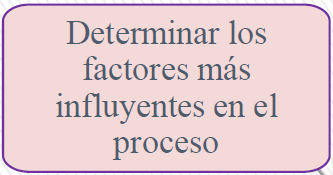 Determinar los
factores más
influyentes en el
proceso